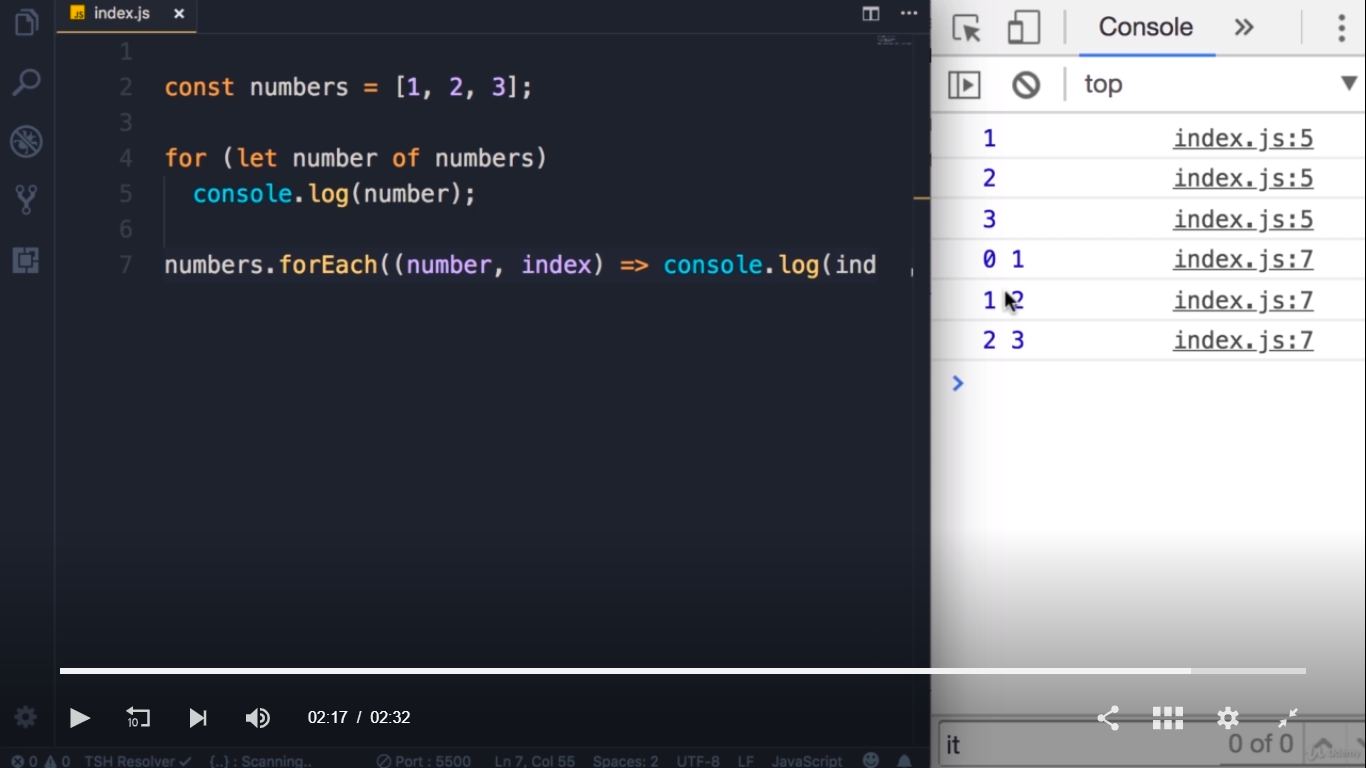 JS index.js ×
1
2 const numbers = [1, 2, 3];
3
4 for (let number of numbers)
5 console.log(number);
6
7 numbers.forEach((number, index) => console.log(ind
Console
top
1 index.js:5
2 index.js:5
3 index.js:5
0 1 index.js:7
1 2 index.js:7
2 3 index.js:7
10
02:17 / 02:32
it 0 of 0
0 0 TSH Resolver ✓ {..} : Scanning.. Port : 5500 Ln 7, Col 55 Spaces: 2 UTF-8 LF JavaScript